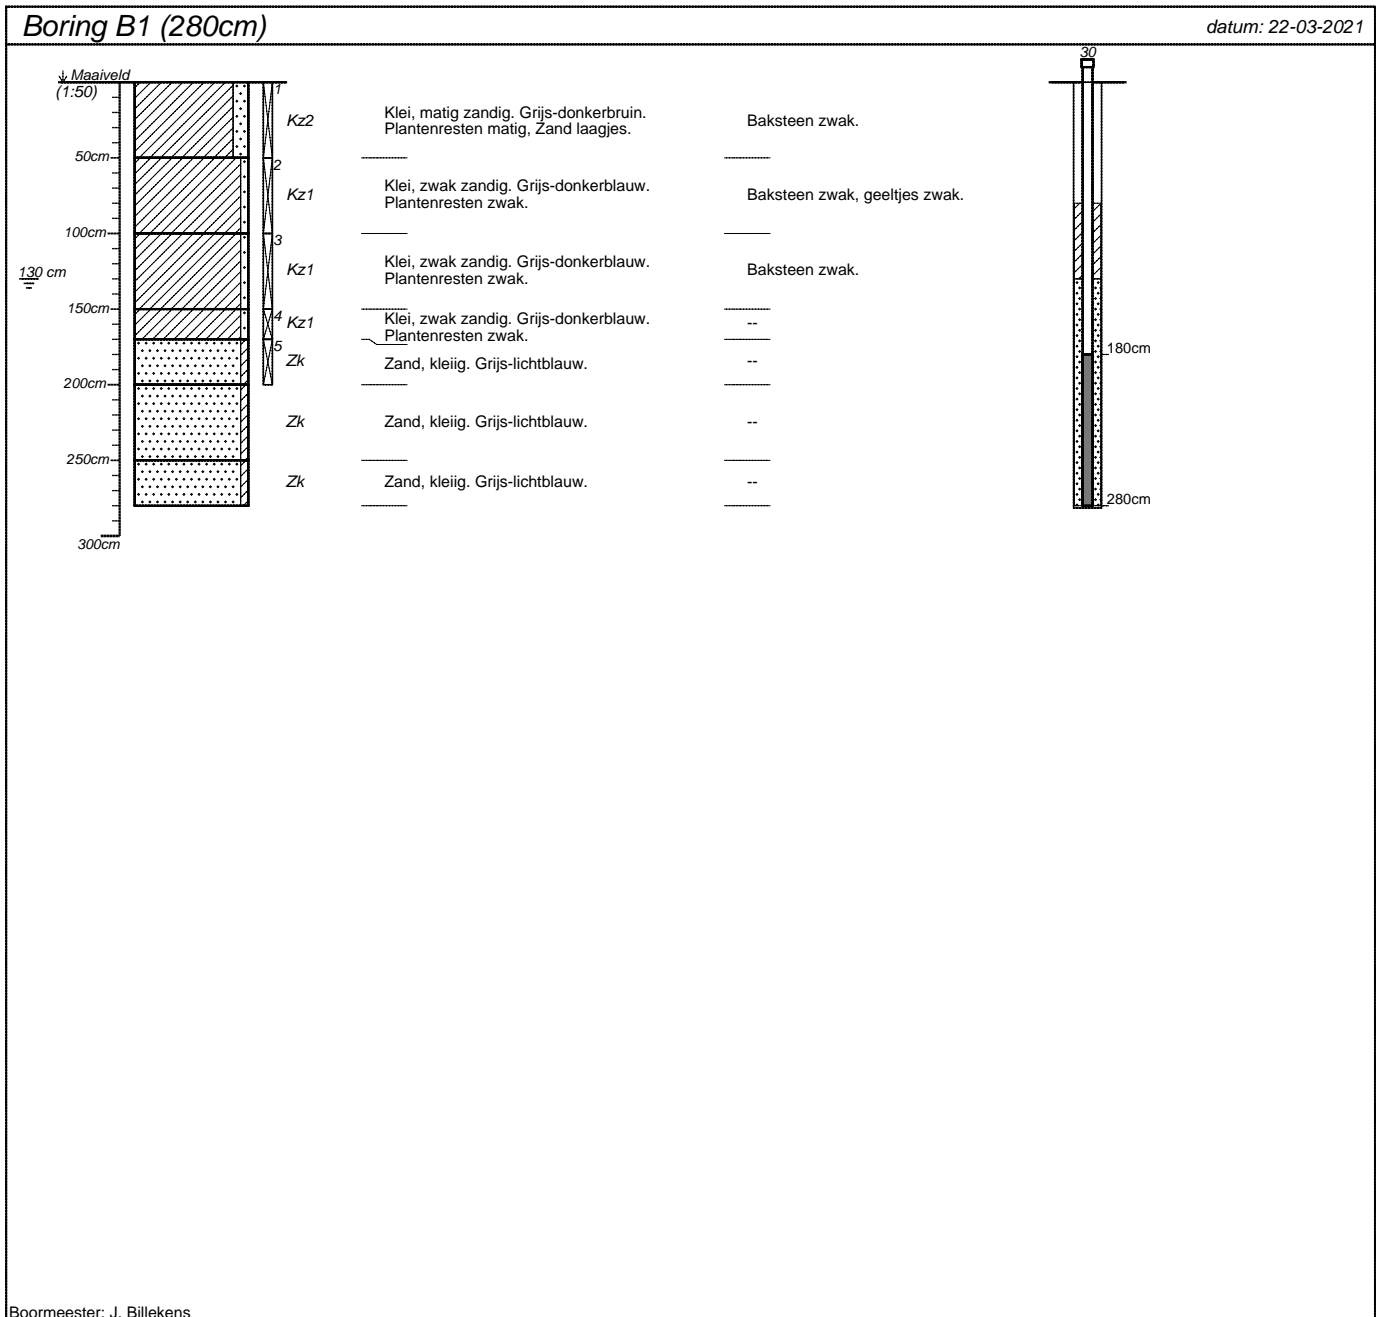 Boring B1 (280cm)
datum: 22-03-2021
30
Maaiveld
(1:50)
1
Kz2
Klei, matig zandig. Grijs-donkerbruin.
Plantenresten matig, Zand laagjes.
Baksteen zwak.
50cm
2
Kz1
Klei, zwak zandig. Grijs-donkerblauw.
Plantenresten zwak.
Baksteen zwak, geeltjes zwak.
100cm
3
Kz1
Klei, zwak zandig. Grijs-donkerblauw.
Plantenresten zwak.
Baksteen zwak.
130 cm
150cm
4
Kz1
Klei, zwak zandig. Grijs-donkerblauw.
Plantenresten zwak.
--
5
Zk
Zand, kleiig. Grijs-lichtblauw.
--
180cm
200cm
Zk
Zand, kleiig. Grijs-lichtblauw.
--
250cm
Zk
Zand, kleiig. Grijs-lichtblauw.
--
280cm
300cm
Boormeester: J. Billekens